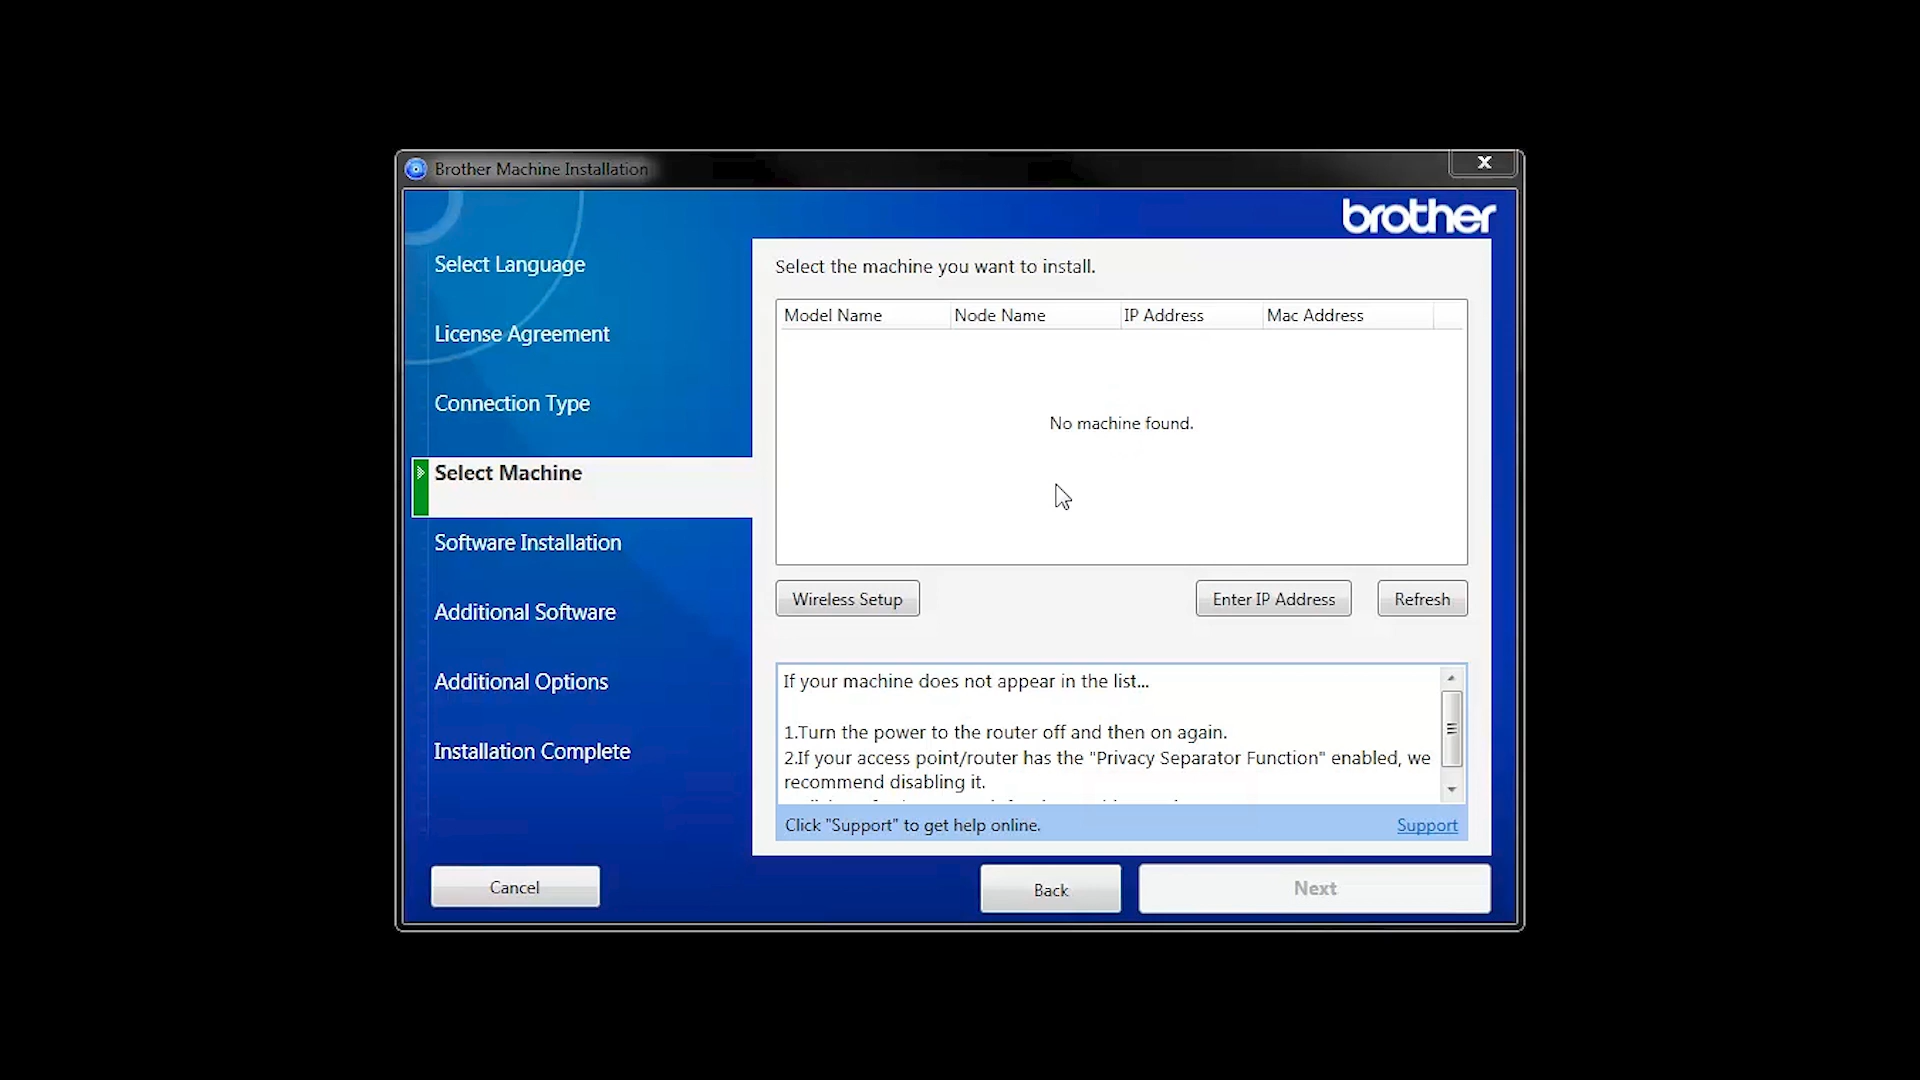 Brother Machine Installation
X
brother
Select Language
License Agreement
Connection Type
Select Machine
Software Installation
Additional Software
Additional Options
Installation Complete
Select the machine you want to install.
Model Name Node Name IP Address Mac Address
No machine found.
Wireless Setup Enter IP Address Refresh
If your machine does not appear in the list...
1.Turn the power to the router off and then on again.
2.If your access point/router has the "Privacy Separator Function" enabled, we
recommend disabling it.
Click "Support" to get help online. Support
Cancel Back Next